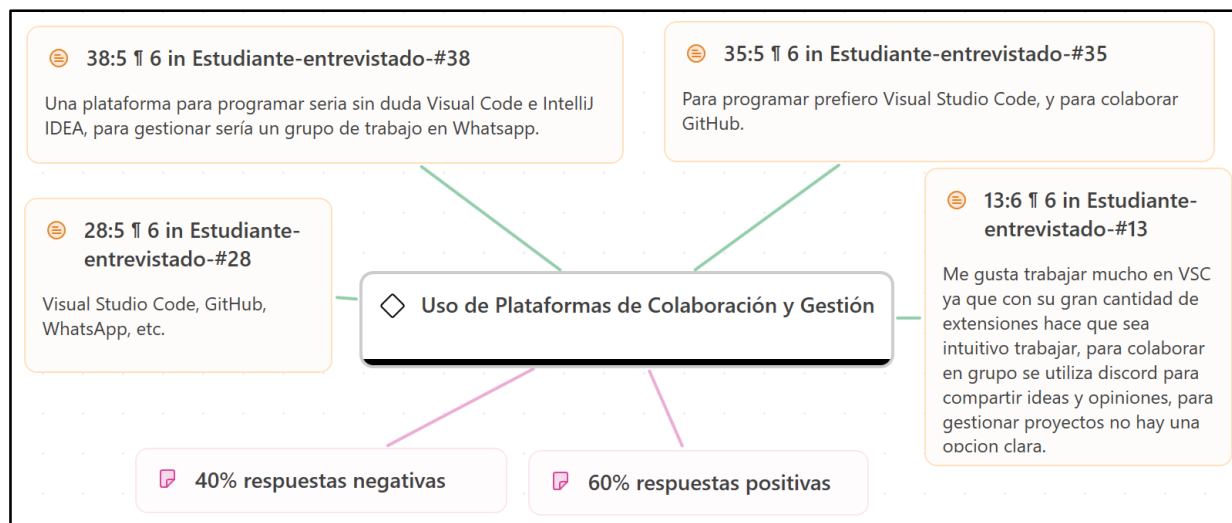 38:5 ¶ 6 in Estudiante-entrevistado-#38
Una plataforma para programar seria sin duda Visual Code e IntelliJ
IDEA, para gestionar sería un grupo de trabajo en Whatsapp.
35:5 ¶ 6 in Estudiante-entrevistado-#35
Para programar prefiero Visual Studio Code, y para colaborar
GitHub.
28:5 ¶ 6 in Estudiante-
entrevistado-#28
Visual Studio Code, GitHub,
WhatsApp, etc.
Uso de Plataformas de Colaboración y Gestión
13:6 ¶ 6 in Estudiante-
entrevistado-#13
Me gusta trabajar mucho en VSC
ya que con su gran cantidad de
extensiones hace que sea
intuitivo trabajar, para colaborar
en grupo se utiliza discord para
compartir ideas y opiniones, para
gestionar proyectos no hay una
opcion clara.
40% respuestas negativas
60% respuestas positivas